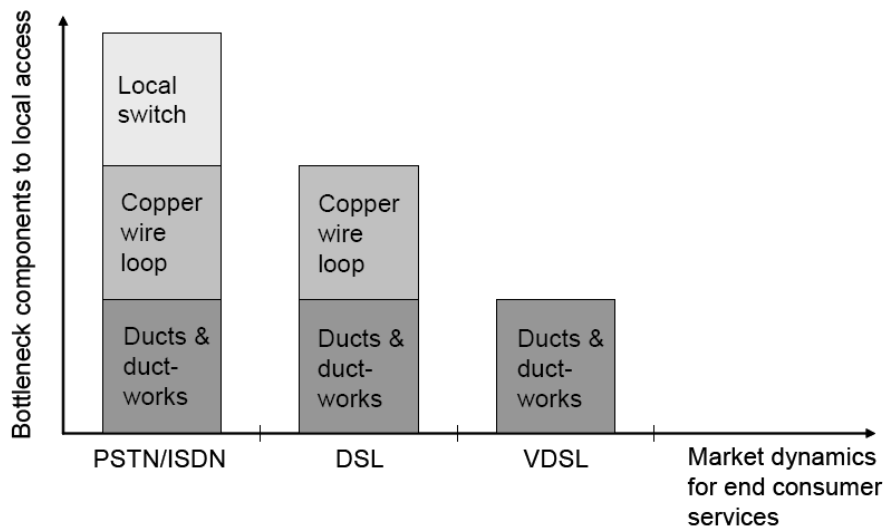 Bottleneck components to local access
Local
switch
Copper
wire
loop
Ducts &
duct-
works
Copper
wire
loop
Ducts &
duct-
works
Ducts &
duct-
works
PSTN/ISDN
DSL
VDSL
Market dynamics
for end consumer
services